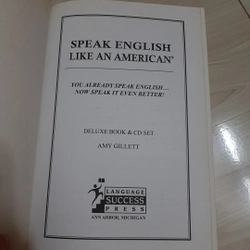 SPEAK ENGLISH
LIKE AN AMERICAN®
YOU ALREADY SPEAK ENGLISH...
NOW SPEAK IT EVEN BETTER!
DELUXE BOOK & CD SET
AMY GILLETT
LANGUAGE
SUCCESS
PRESS
ANN ARBOR, MICHIGAN